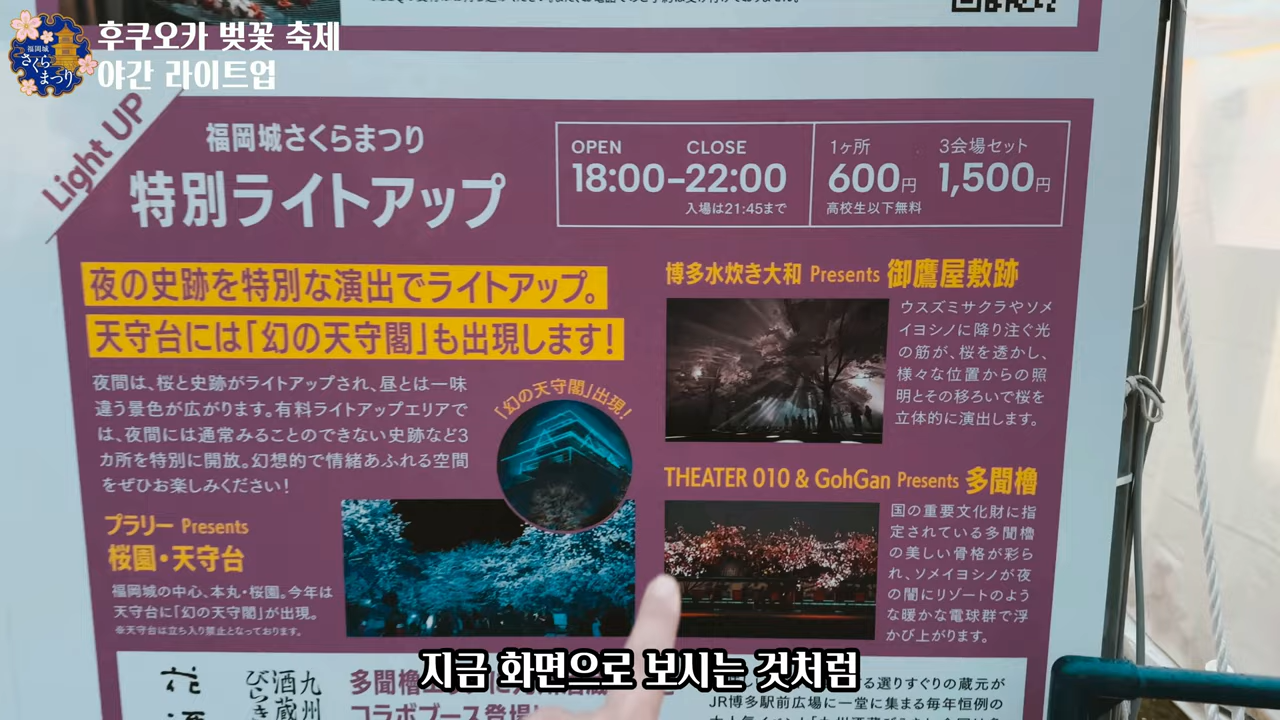 福岡城
さくら
まつり
후쿠오카 벚꽃 축제
야간 라이트업
Light UP
福岡城さくらまつり
特別ライトアップ
OPEN CLOSE
18:00-22:00
入場は21:45まで
1ヶ所 3会場セット
600円 1,500円
高校生以下無料
夜の史跡を特別な演出でライトアップ。
天守台には「幻の天守閣」も出現します!
夜間は、桜と史跡がライトアップされ、昼とは一味
違う景色が広がります。有料ライトアップエリアで
は、夜間には通常みることのできない史跡など3
カ所を特別に開放。幻想的で情緒あふれる空間
をぜひお楽しみください!
「幻の天守閣」出現!
プラリー Presents
桜園・天守台
福岡城の中心、本丸・桜園。今年は
天守台に「幻の天守閣」が出現。
※天守台は立ち入り禁止となっております。
博多水炊き大和 Presents 御鷹屋敷跡
ウスズミサクラやソメ
イヨシノに降り注ぐ光
の筋が、桜を透かし、
様々な位置からの照
明とその移ろいで桜を
立体的に演出します。
THEATER 010 & GohGan Presents 多聞櫓
国の重要文化財に指
定されている多聞櫓
の美しい骨格が彩ら
れ、ソメイヨシノが夜
の闇にリゾートのよう
な暖かな電球群で浮
かび上がります。
花
酒
九州
酒蔵
びらき
多聞櫓
コラボブース登場!
る選りすぐりの蔵元が
JR博多駅前広場に一堂に集まる毎年恒例の
지금 화면으로 보시는 것처럼